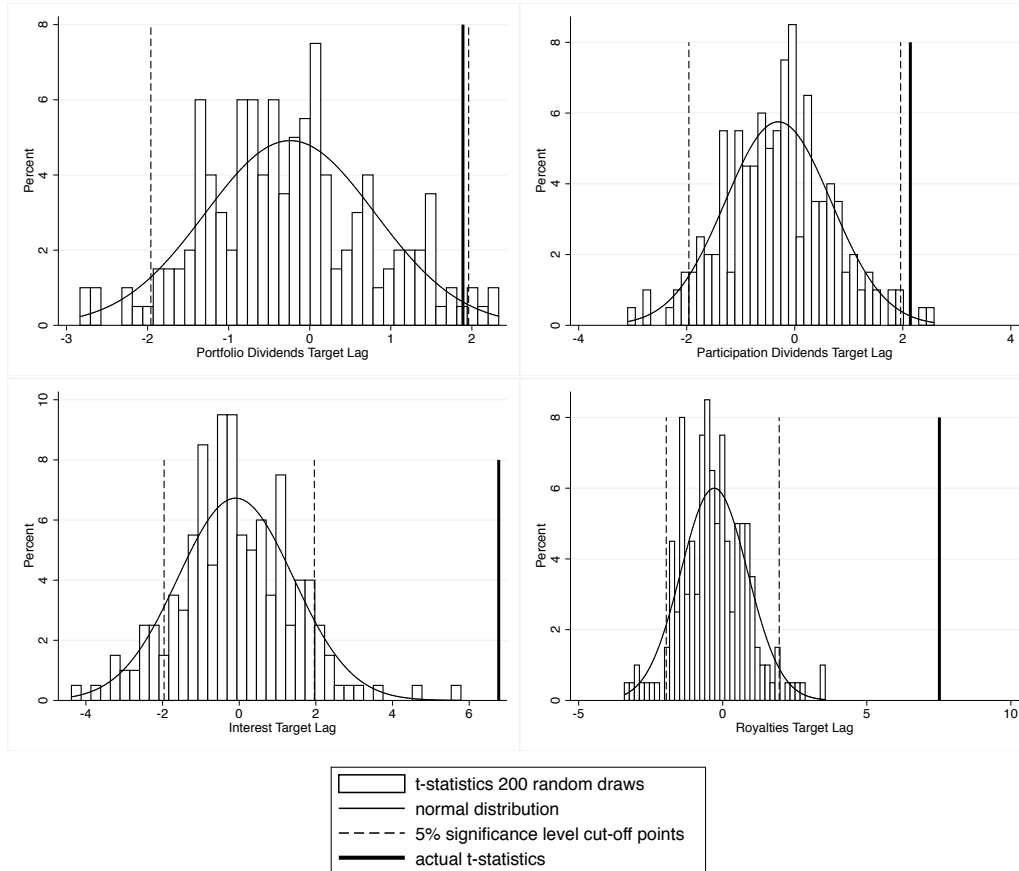 8
6
4
2
0
Percent
-3 -2 -1 0 1 2
Portfolio Dividends Target Lag
8
6
4
2
0
Percent
-4 -2 0 2 4
Participation Dividends Target Lag
10
8
6
4
2
0
Percent
-4 -2 0 2 4 6
Interest Target Lag
8
6
4
2
0
Percent
-5 0 5 10
Royalties Target Lag
t-statistics 200 random draws
normal distribution
5% significance level cut-off points
actual t-statistics